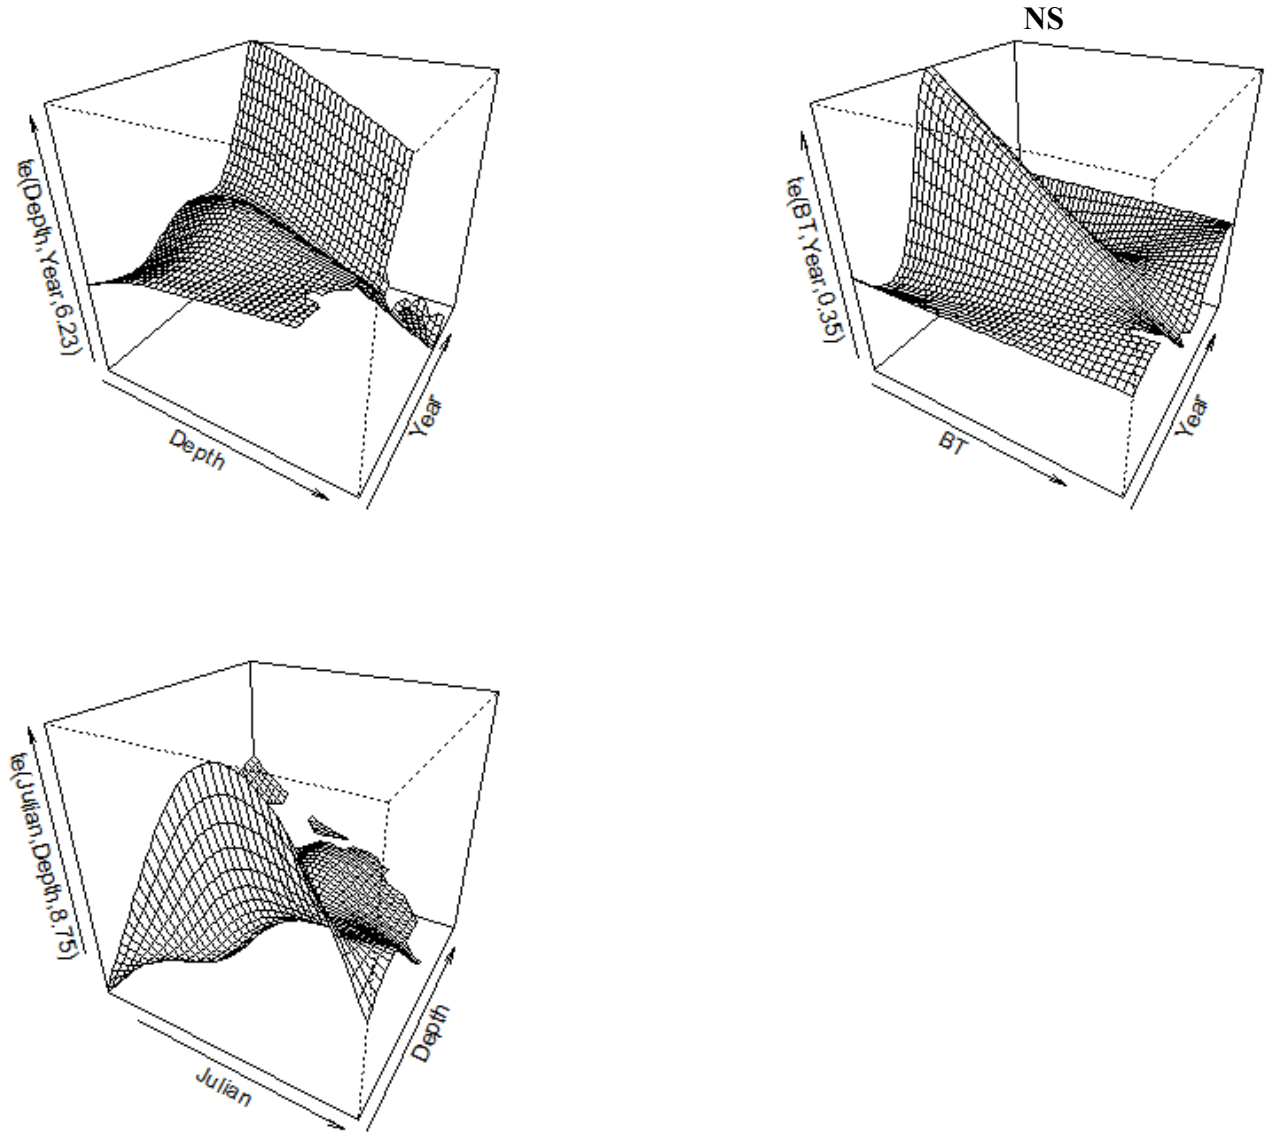 NS
te(Depth,Year,6.23)
Depth
Year
te(BT,Year,0.35)
BT
Year
te(Julian,Depth,8.75)
Julian
Depth